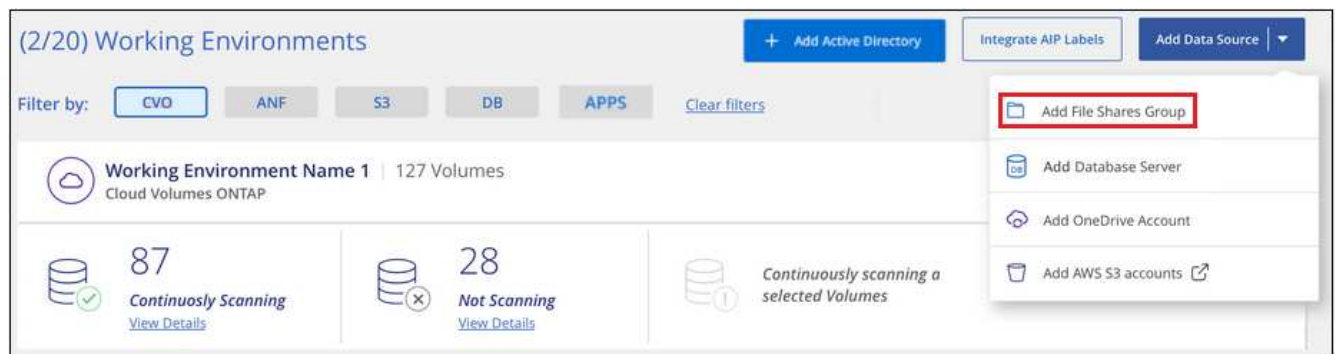 (2/20) Working Environments
+ Add Active Directory
Integrate AIP Labels
Add Data Source
Filter by:
CVO
ANF
S3
DB
APPS
Clear filters
Add File Shares Group
DB
Add Database Server
Add OneDrive Account
Add AWS S3 accounts
Working Environment Name 1 | 127 Volumes
Cloud Volumes ONTAP
87
Continuosly Scanning
View Details
28
Not Scanning
View Details
Continuously scanning a
selected Volumes